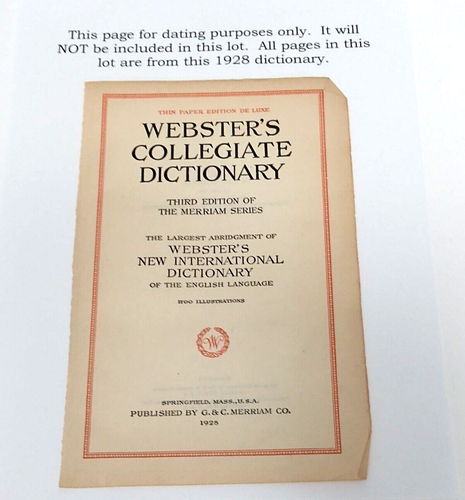 This page for dating purposes only. It will
NOT be included in this lot. All pages in this
lot are from this 1928 dictionary.
THIN PAPER EDITION DE LUXE
WEBSTER'S
COLLEGIATE
DICTIONARY
THIRD EDITION OF
THE MERRIAM SERIES
THE LARGEST ABRIDGMENT OF
WEBSTER'S
NEW INTERNATIONAL
DICTIONARY
OF THE ENGLISH LANGUAGE
1700 ILLUSTRATIONS
W
SPRINGFIELD, MASS., U.S.A.
PUBLISHED BY G. & C. MERRIAM CO.
1928